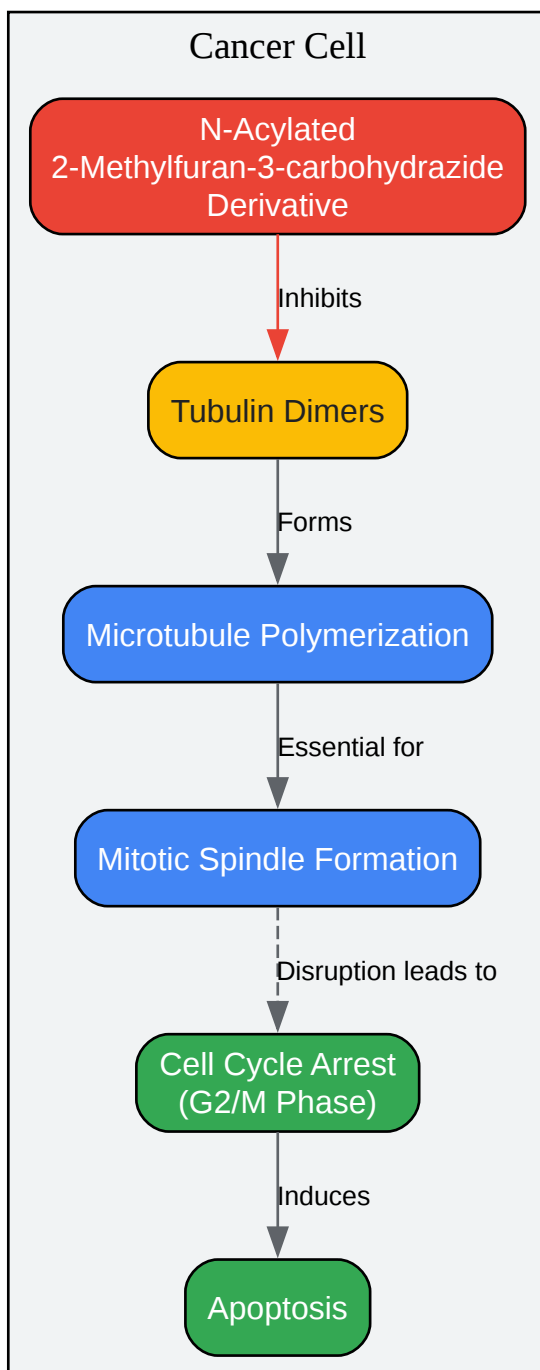 Cancer Cell
N-Acylated
2-Methylfuran-3-carbohydrazide
Derivative
Inhibits
Tubulin Dimers
Forms
Microtubule Polymerization
Essential for
Mitotic Spindle Formation
Disruption leads to
Cell Cycle Arrest
(G2/M Phase)
Induces
Apoptosis